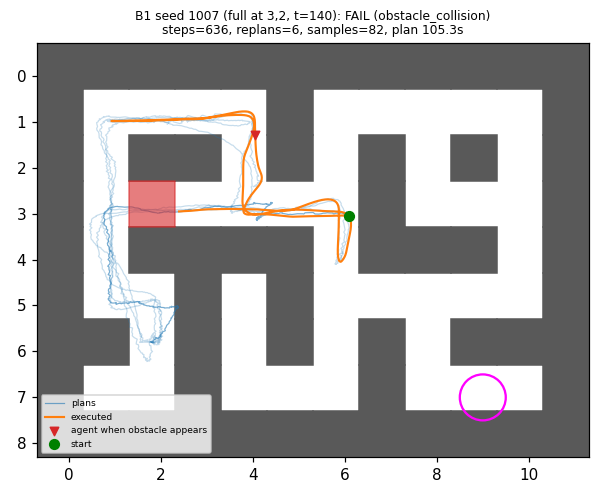 B1 seed 1007 (full at 3,2, t=140): FAIL (obstacle_collision)
steps=636, replans=6, samples=82, plan 105.3s
0
1
2
3
4
5
6
7
8
plans
executed
agent when obstacle appears
start
0 2 4 6 8 10